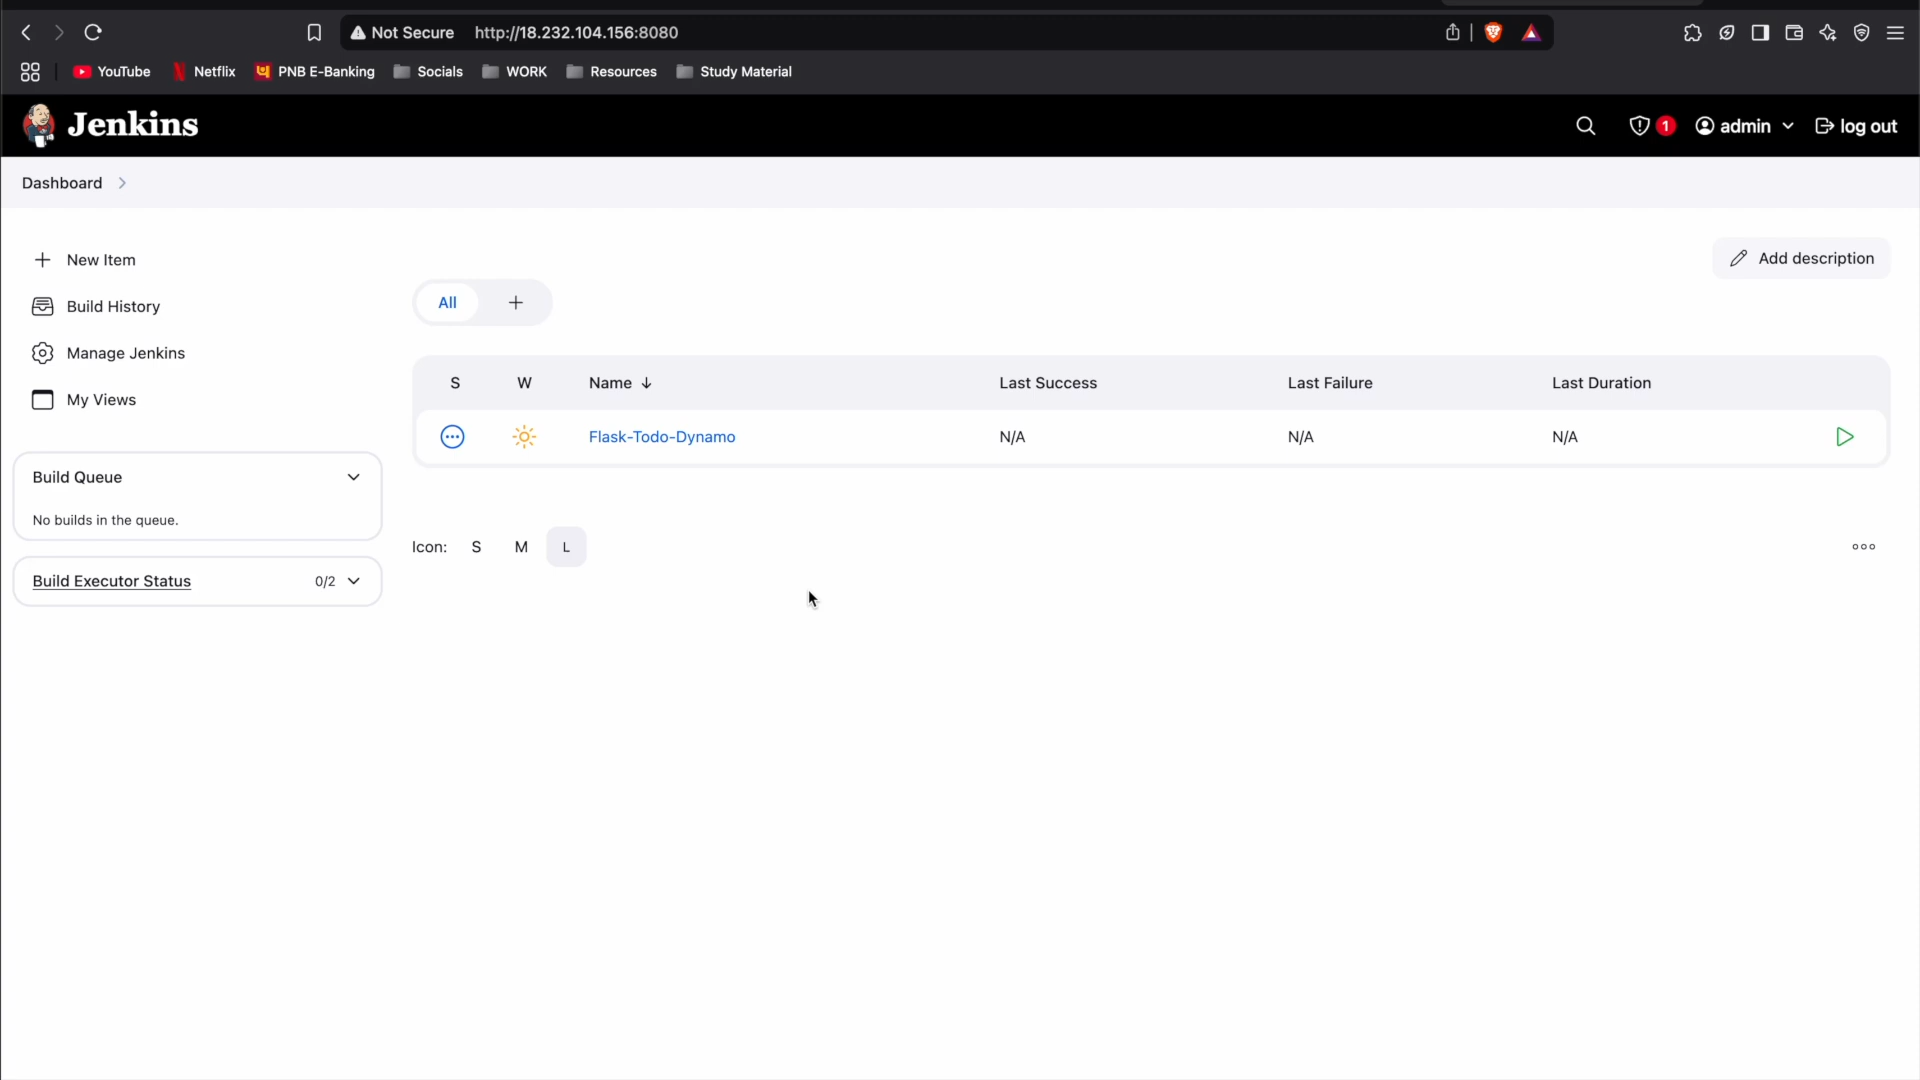 Not Secure http://18.232.104.156:8080
YouTube Netflix PNB E-Banking Socials WORK Resources Study Material
Jenkins 1 admin log out
Dashboard
New Item
Build History
Manage Jenkins
My Views
Build Queue
No builds in the queue.
Build Executor Status 0/2
Add description
All +
S W Name ↓ Last Success Last Failure Last Duration
Flask-Todo-Dynamo N/A N/A N/A
Icon: S M L